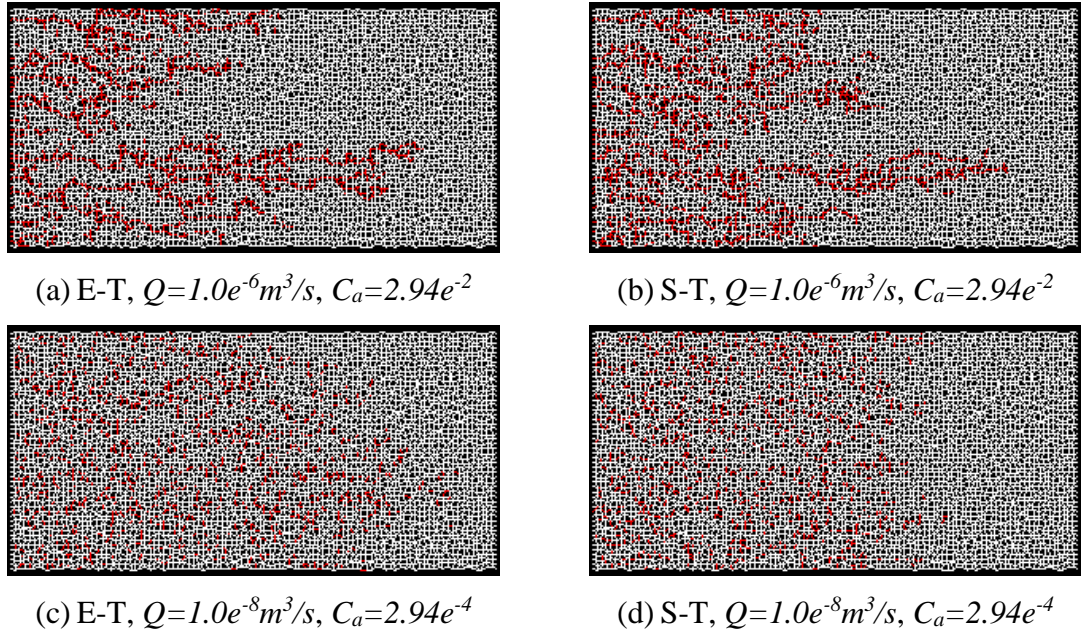 (a) E-T, Q=1.0e⁻⁶m³/s, Cₐ=2.94e⁻²
(b) S-T, Q=1.0e⁻⁶m³/s, Cₐ=2.94e⁻²
(c) E-T, Q=1.0e⁻⁸m³/s, Cₐ=2.94e⁻⁴
(d) S-T, Q=1.0e⁻⁸m³/s, Cₐ=2.94e⁻⁴